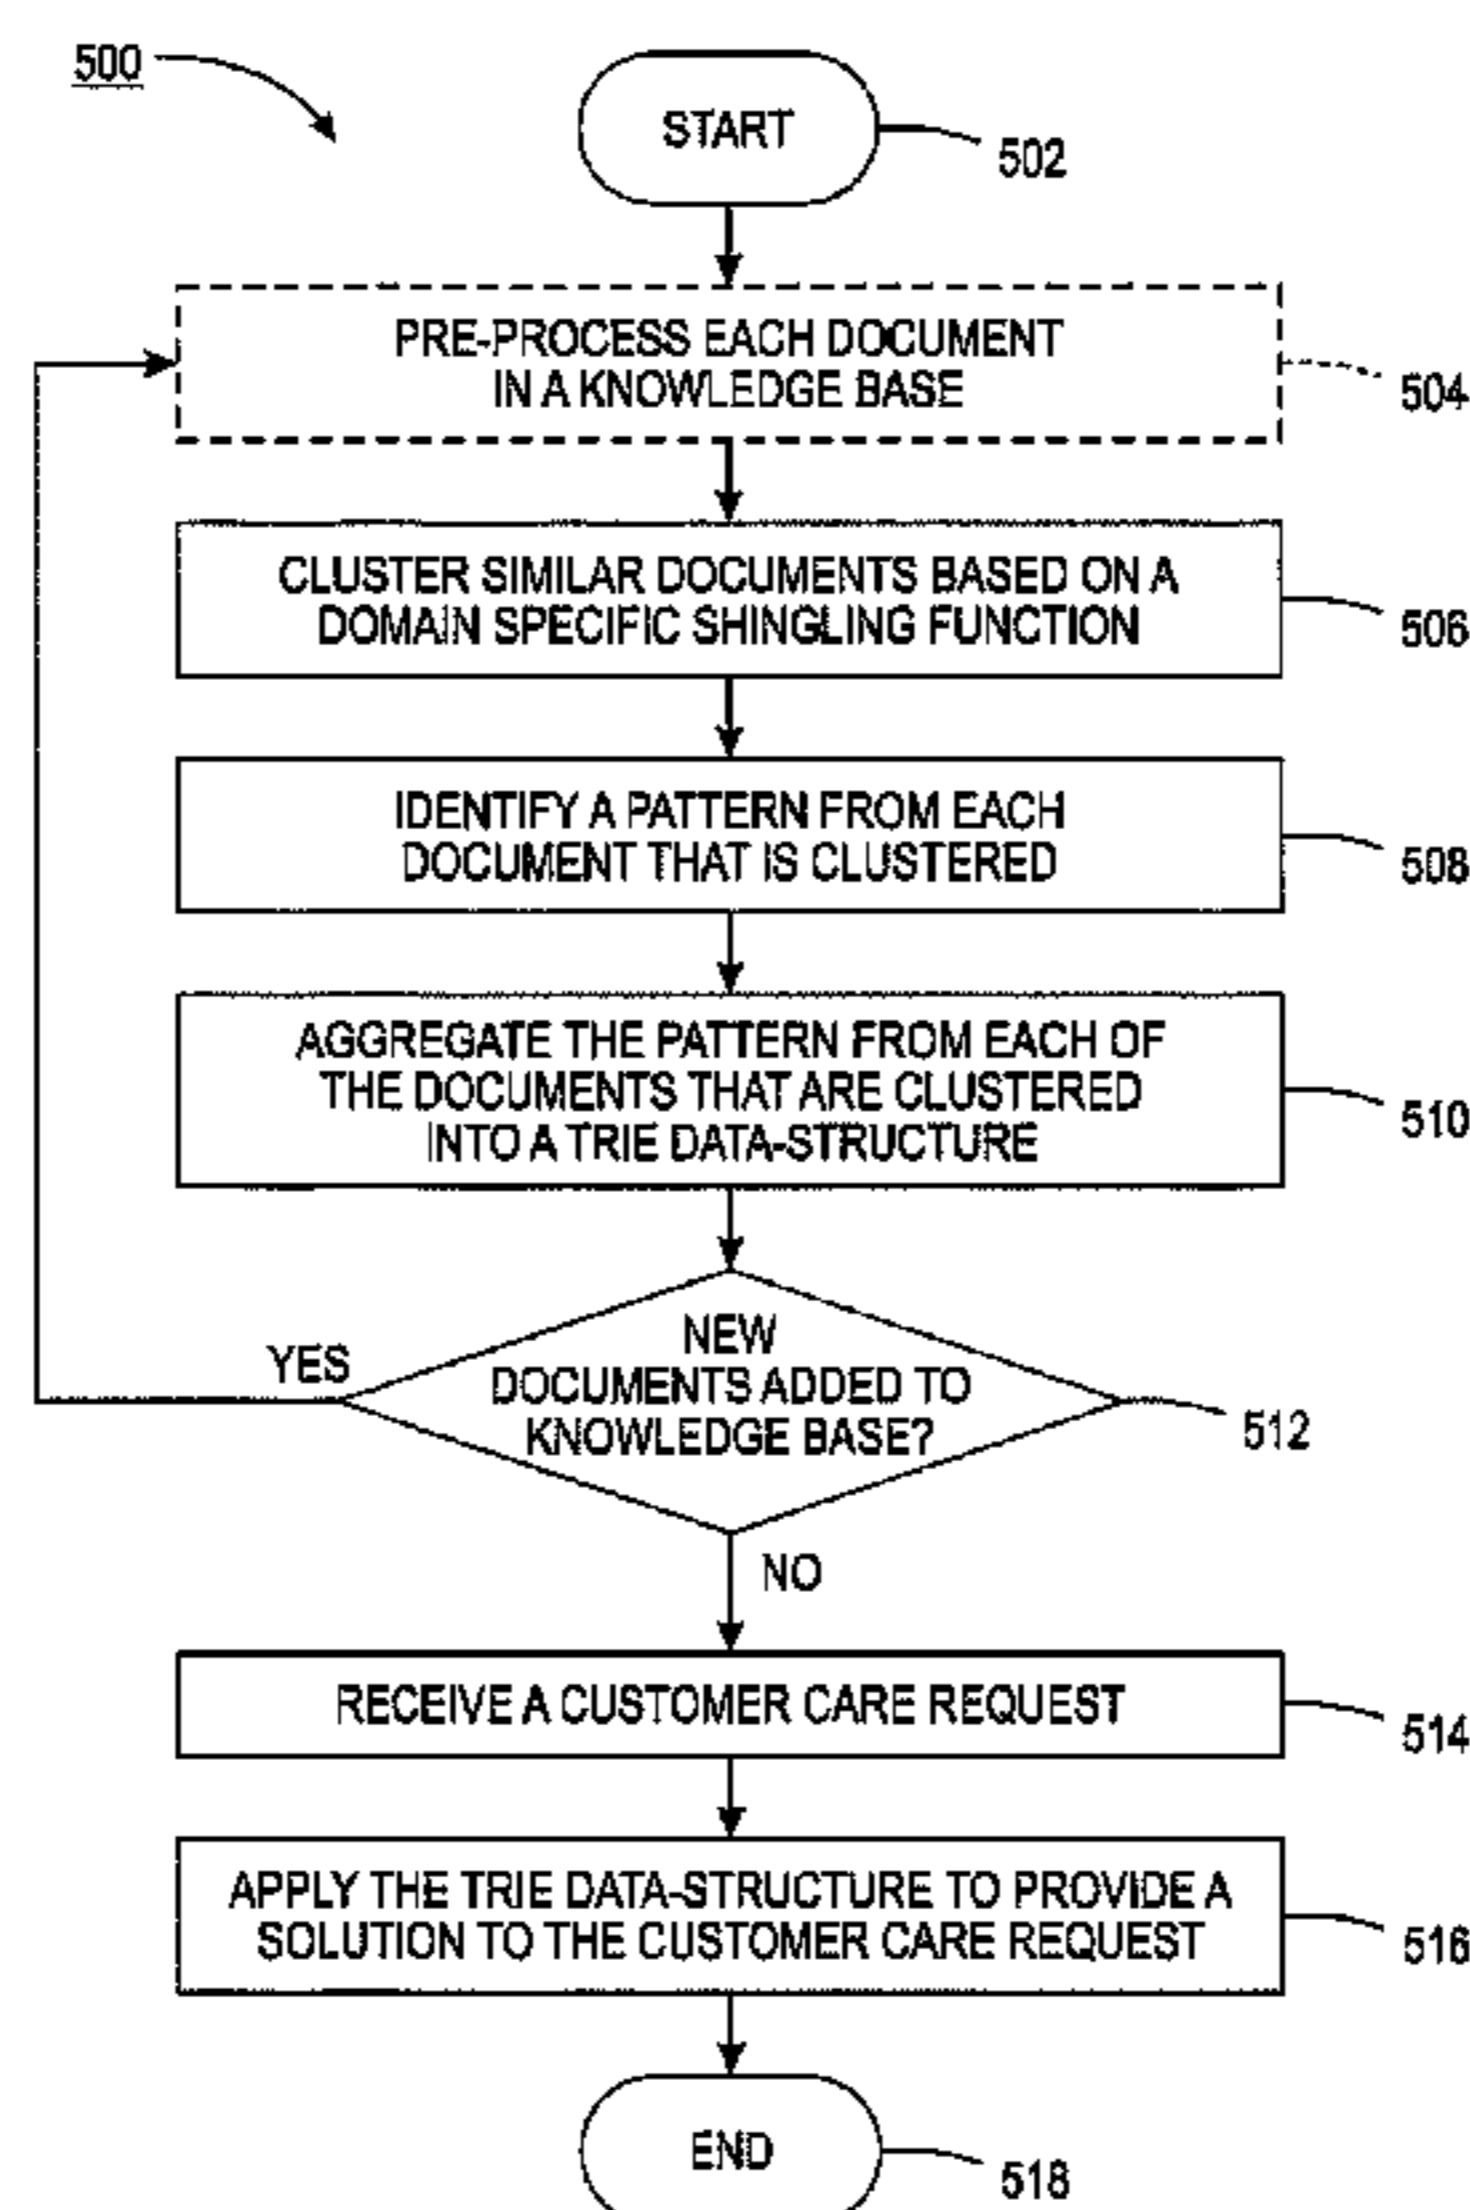 500
START
502
PRE-PROCESS EACH DOCUMENT
IN A KNOWLEDGE BASE
504
CLUSTER SIMILAR DOCUMENTS BASED ON A
DOMAIN SPECIFIC SHINGLING FUNCTION
506
IDENTIFY A PATTERN FROM EACH
DOCUMENT THAT IS CLUSTERED
508
AGGREGATE THE PATTERN FROM EACH OF
THE DOCUMENTS THAT ARE CLUSTERED
INTO A TRIE DATA-STRUCTURE
510
YES
NEW
DOCUMENTS ADDED TO
KNOWLEDGE BASE?
512
NO
RECEIVE A CUSTOMER CARE REQUEST
514
APPLY THE TRIE DATA-STRUCTURE TO PROVIDE A
SOLUTION TO THE CUSTOMER CARE REQUEST
516
END
518